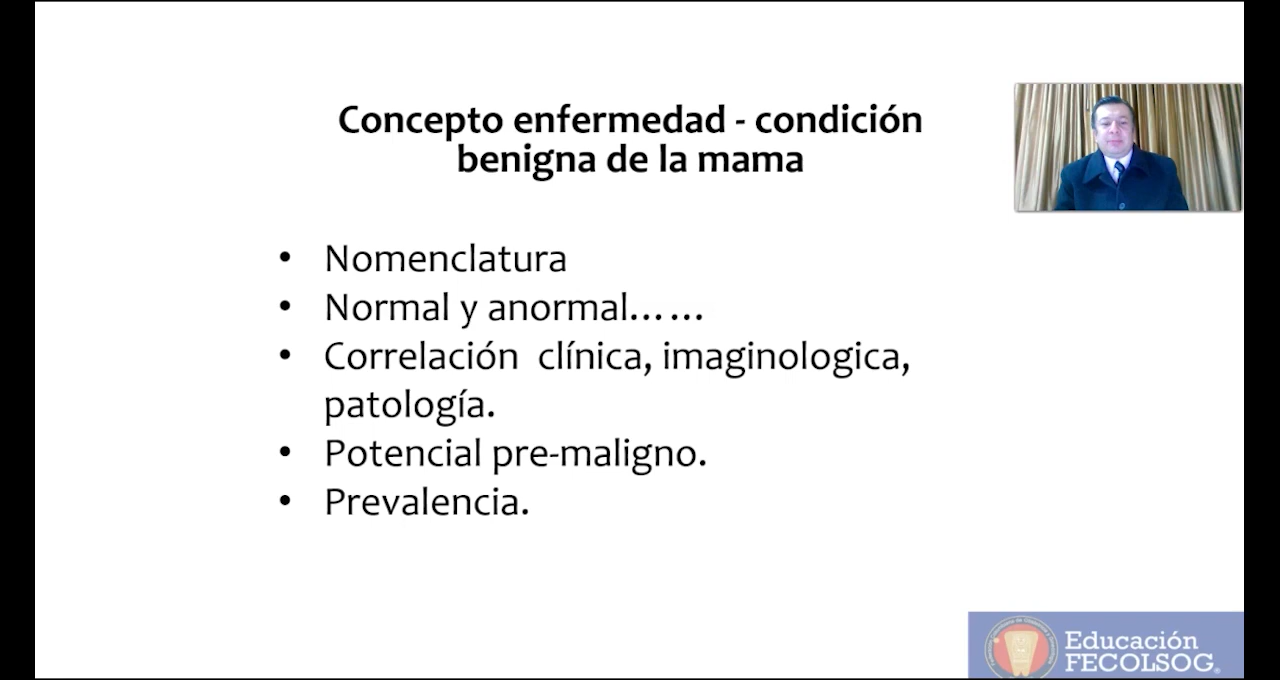 Concepto enfermedad - condición
benigna de la mama
• Nomenclatura
• Normal y anormal……
• Correlación  clínica, imaginologica,
patología.
• Potencial pre-maligno.
• Prevalencia.
Educación
FECOLSOG®